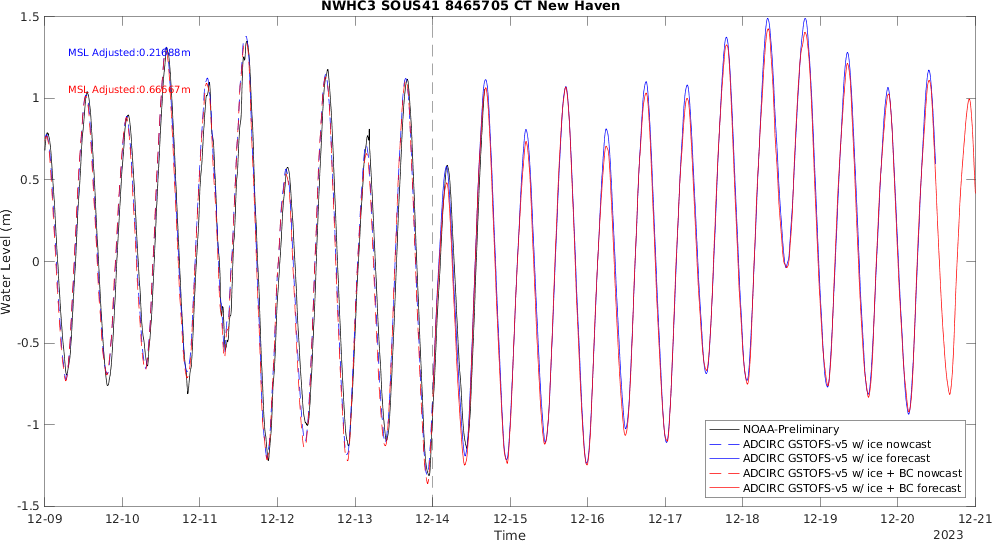 NWHC3 SOUS41 8465705 CT New Haven
1.5
1
0.5
0
-0.5
-1
-1.5
Water Level (m)
MSL Adjusted:0.21688m
MSL Adjusted:0.66667m
NOAA-Preliminary
ADCIRC GSTOFS-v5 w/ ice nowcast
ADCIRC GSTOFS-v5 w/ ice forecast
ADCIRC GSTOFS-v5 w/ ice + BC nowcast
ADCIRC GSTOFS-v5 w/ ice + BC forecast
12-09 12-10 12-11 12-12 12-13 12-14 12-15 12-16 12-17 12-18 12-19 12-20 12-21
Time
2023